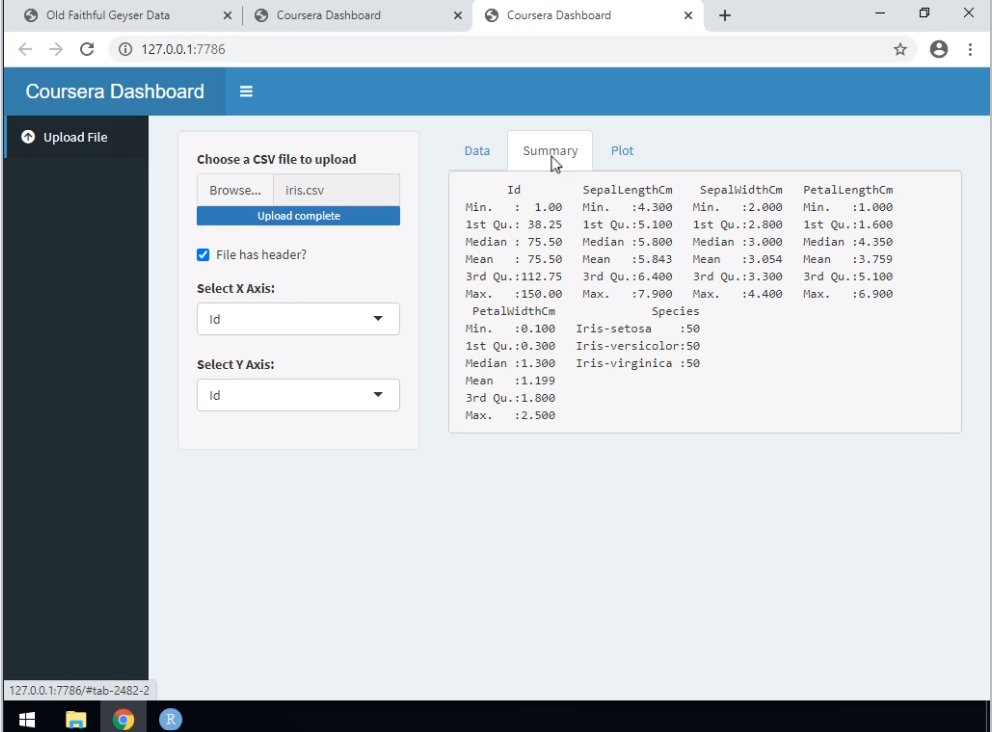 Old Faithful Geyser Data
Coursera Dashboard
Coursera Dashboard
127.0.0.1:7786
Coursera Dashboard
Upload File
Choose a CSV file to upload
Browse... iris.csv
Upload complete
File has header?
Select X Axis:
Id
Select Y Axis:
Id
Data Summary Plot
Id SepalLengthCm SepalWidthCm PetalLengthCm
Min. : 1.00 Min. :4.300 Min. :2.000 Min. :1.000
1st Qu.: 38.25 1st Qu.:5.100 1st Qu.:2.800 1st Qu.:1.600
Median : 75.50 Median :5.800 Median :3.000 Median :4.350
Mean : 75.50 Mean :5.843 Mean :3.054 Mean :3.759
3rd Qu.:112.75 3rd Qu.:6.400 3rd Qu.:3.300 3rd Qu.:5.100
Max. :150.00 Max. :7.900 Max. :4.400 Max. :6.900
PetalWidthCm Species
Min. :0.100 Iris-setosa :50
1st Qu.:0.300 Iris-versicolor:50
Median :1.300 Iris-virginica :50
Mean :1.199
3rd Qu.:1.800
Max. :2.500
127.0.0.1:7786/#tab-2482-2
R